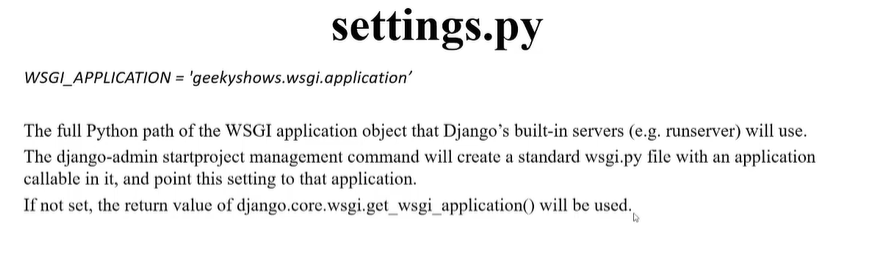 settings.py
WSGI_APPLICATION = 'geekyshows.wsgi.application’
The full Python path of the WSGI application object that Django’s built-in servers (e.g. runserver) will use.
The django-admin startproject management command will create a standard wsgi.py file with an application
callable in it, and point this setting to that application.
If not set, the return value of django.core.wsgi.get_wsgi_application() will be used.